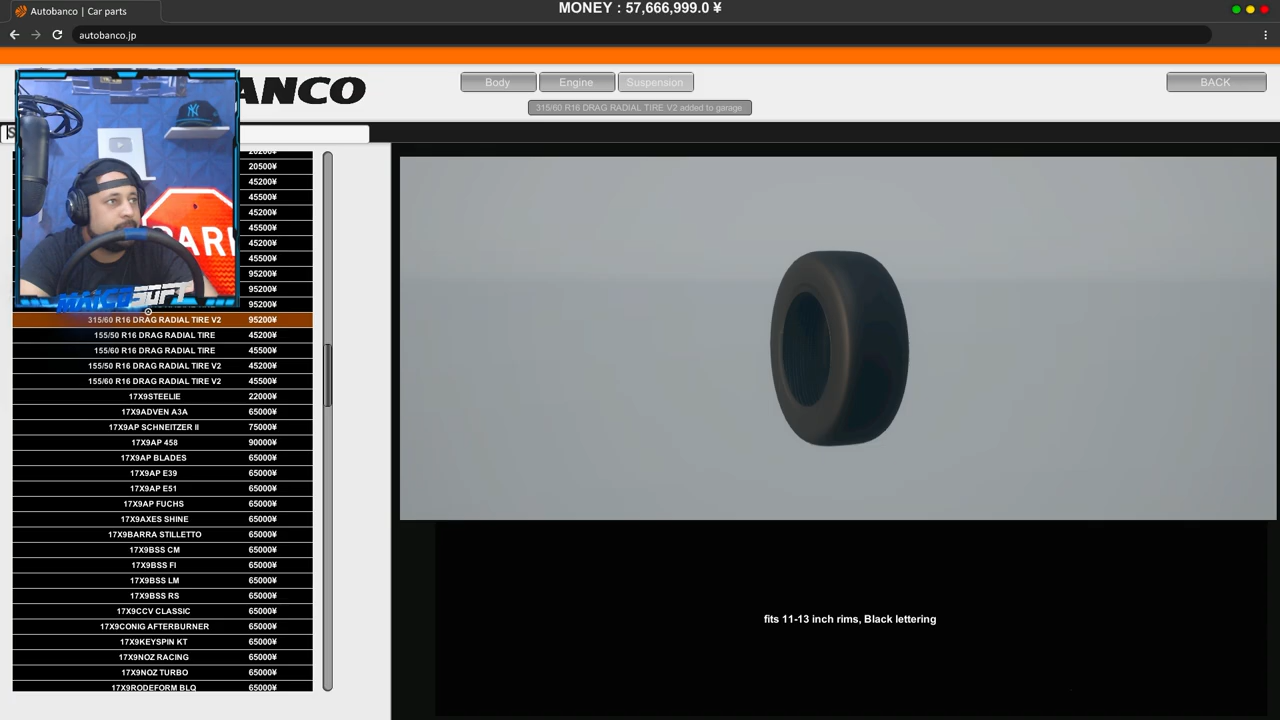 Autobanco | Car parts
MONEY : 57,666,999.0 ¥
autobanco.jp
ANCO
Body
Engine
Suspension
BACK
315/60 R16 DRAG RADIAL TIRE V2 added to garage
20200¥
20500¥
45200¥
45500¥
45200¥
45500¥
45200¥
45500¥
95200¥
95200¥
95200¥
315/60 R16 DRAG RADIAL TIRE V2 95200¥
155/50 R16 DRAG RADIAL TIRE 45200¥
155/60 R16 DRAG RADIAL TIRE 45500¥
155/50 R16 DRAG RADIAL TIRE V2 45200¥
155/60 R16 DRAG RADIAL TIRE V2 45500¥
17X9STEELIE 22000¥
17X9ADVEN A3A 65000¥
17X9AP SCHNEITZER II 75000¥
17X9AP 458 90000¥
17X9AP BLADES 65000¥
17X9AP E39 65000¥
17X9AP E51 65000¥
17X9AP FUCHS 65000¥
17X9AXES SHINE 65000¥
17X9BARRA STILLETTO 65000¥
17X9BSS CM 65000¥
17X9BSS FI 65000¥
17X9BSS LM 65000¥
17X9BSS RS 65000¥
17X9CCV CLASSIC 65000¥
17X9CONIG AFTERBURNER 65000¥
17X9KEYSPIN KT 65000¥
17X9NOZ RACING 65000¥
17X9NOZ TURBO 65000¥
17X9RODEFORM BLQ 65000¥
MAICOSOFT
fits 11-13 inch rims, Black lettering